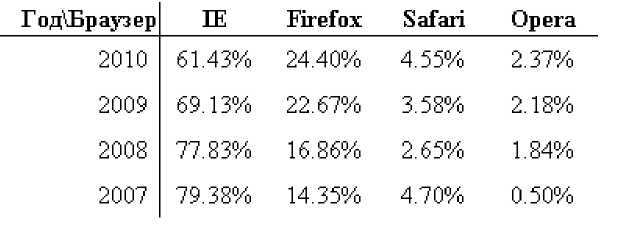 Год\Браузер IE Firefox Safari Opera
2010 61.43% 24.40% 4.55% 2.37%
2009 69.13% 22.67% 3.58% 2.18%
2008 77.83% 16.86% 2.65% 1.84%
2007 79.38% 14.35% 4.70% 0.50%